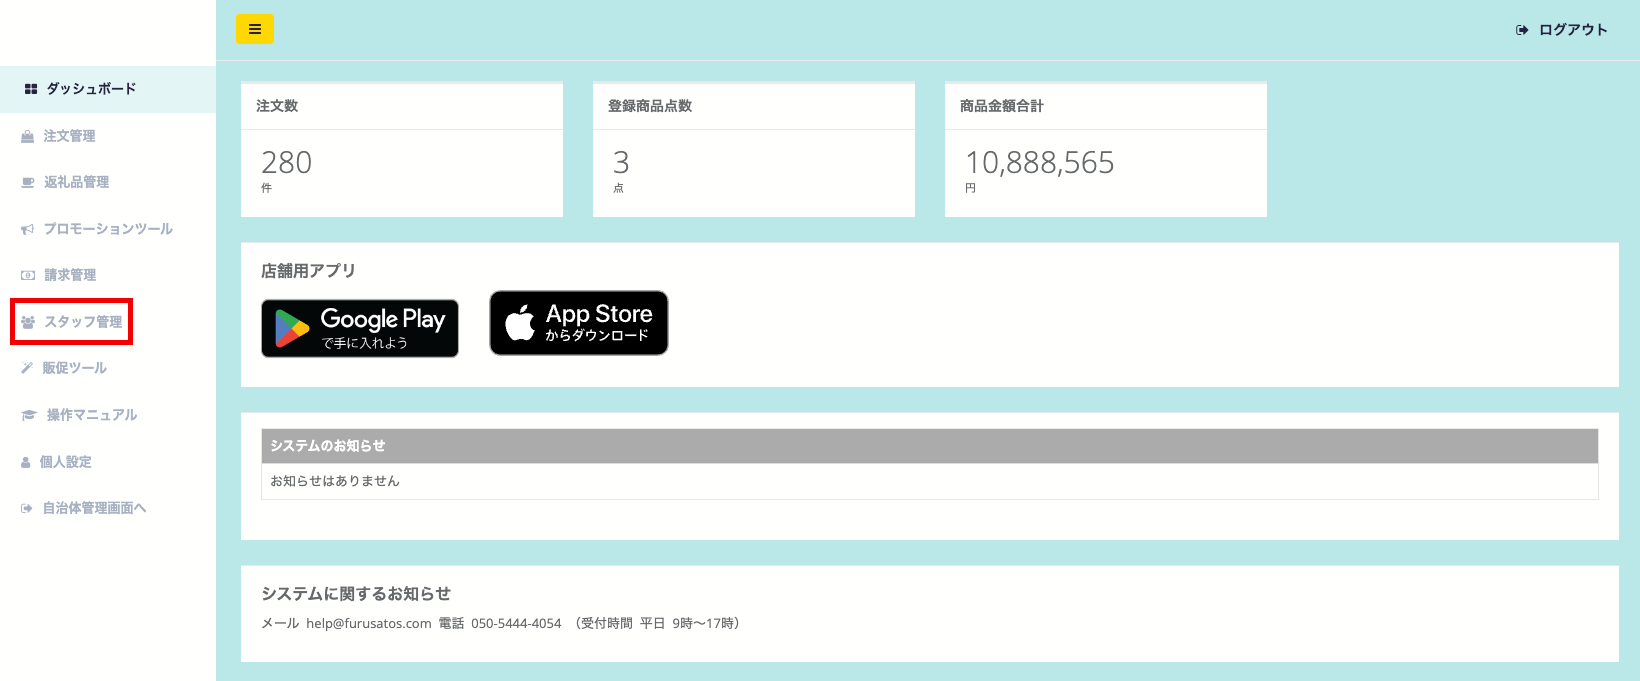 ログアウト
ダッシュボード
注文管理
返礼品管理
プロモーションツール
請求管理
スタッフ管理
販促ツール
操作マニュアル
個人設定
自治体管理画面へ
注文数
280
件
登録商品点数
3
点
商品金額合計
10,888,565
円
店舗用アプリ
Google Play
で手に入れよう
App Store
からダウンロード
システムのお知らせ
お知らせはありません
システムに関するお知らせ
メール help@furusatos.com 電話 050-5444-4054 （受付時間 平日 9時〜17時）